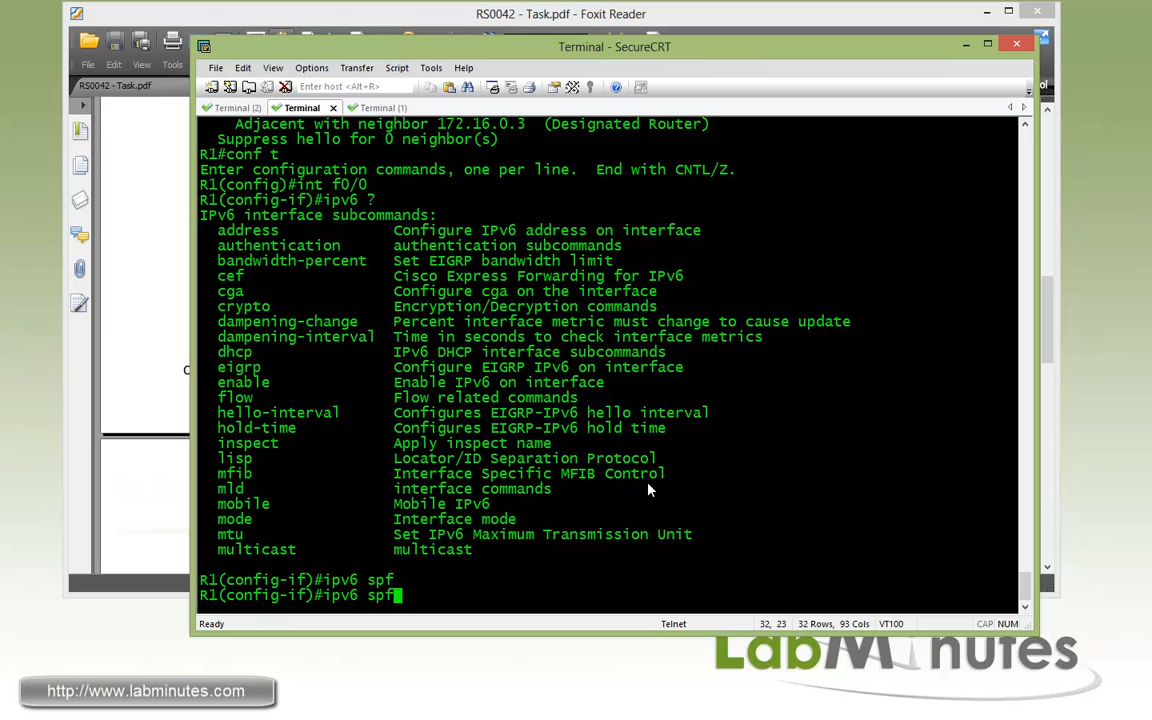 RS0042 - Task.pdf - Foxit Reader
File Edit View Tools
RS0042 - Task.pdf
Terminal - SecureCRT
File Edit View Options Transfer Script Tools Help
Enter host <Alt+R>
Terminal (2) Terminal Terminal (1)
Adjacent with neighbor 172.16.0.3 (Designated Router)
Suppress hello for 0 neighbor(s)
R1#conf t
Enter configuration commands, one per line. End with CNTL/Z.
R1(config)#int f0/0
R1(config-if)#ipv6 ?
IPv6 interface subcommands:
address Configure IPv6 address on interface
authentication authentication subcommands
bandwidth-percent Set EIGRP bandwidth limit
cef Cisco Express Forwarding for IPv6
cga Configure cga on the interface
crypto Encryption/Decryption commands
dampening-change Percent interface metric must change to cause update
dampening-interval Time in seconds to check interface metrics
dhcp IPv6 DHCP interface subcommands
eigrp Configure EIGRP IPv6 on interface
enable Enable IPv6 on interface
flow Flow related commands
hello-interval Configures EIGRP-IPv6 hello interval
hold-time Configures EIGRP-IPv6 hold time
inspect Apply inspect name
lisp Locator/ID Separation Protocol
mfib Interface Specific MFIB Control
mld interface commands
mobile Mobile IPv6
mode Interface mode
mtu Set IPv6 Maximum Transmission Unit
multicast multicast
R1(config-if)#ipv6 spf
R1(config-if)#ipv6 spf
Ready Telnet 32, 23 32 Rows, 93 Cols VT100 CAP NUM
LabMinutes
http://www.labminutes.com